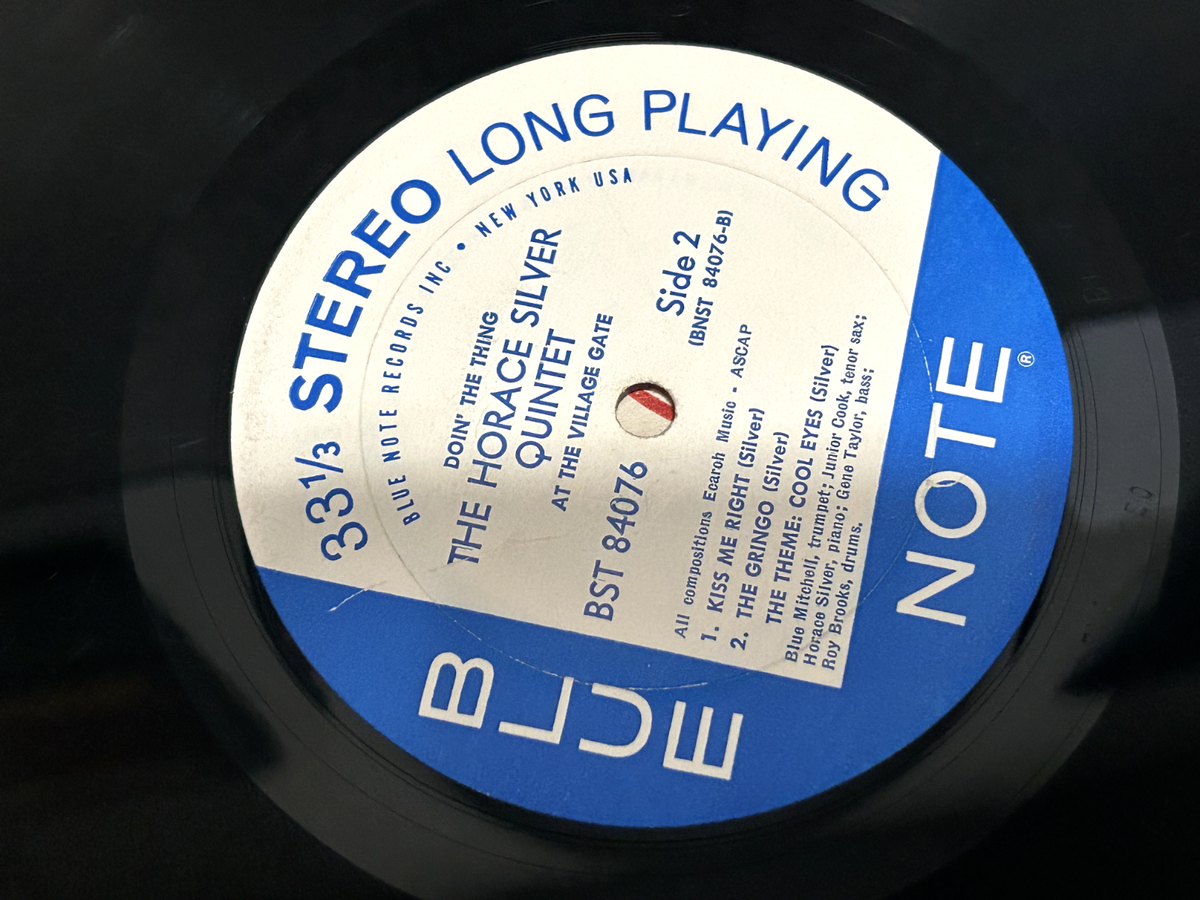 33⅓ STEREO LONG PLAYING
BLUE NOTE RECORDS INC • NEW YORK USA
DOIN' THE THING
THE HORACE SILVER
QUINTET
AT THE VILLAGE GATE
BST 84076
Side 2
(BNST 84076-B)
All compositions Ecaroh Music - ASCAP
1. KISS ME RIGHT (Silver)
2. THE GRINGO (Silver)
THE THEME: COOL EYES (Silver)
Blue Mitchell, trumpet; Junior Cook, tenor sax;
Horace Silver, piano; Gene Taylor, bass;
Roy Brooks, drums.
BLUE
NOTE®